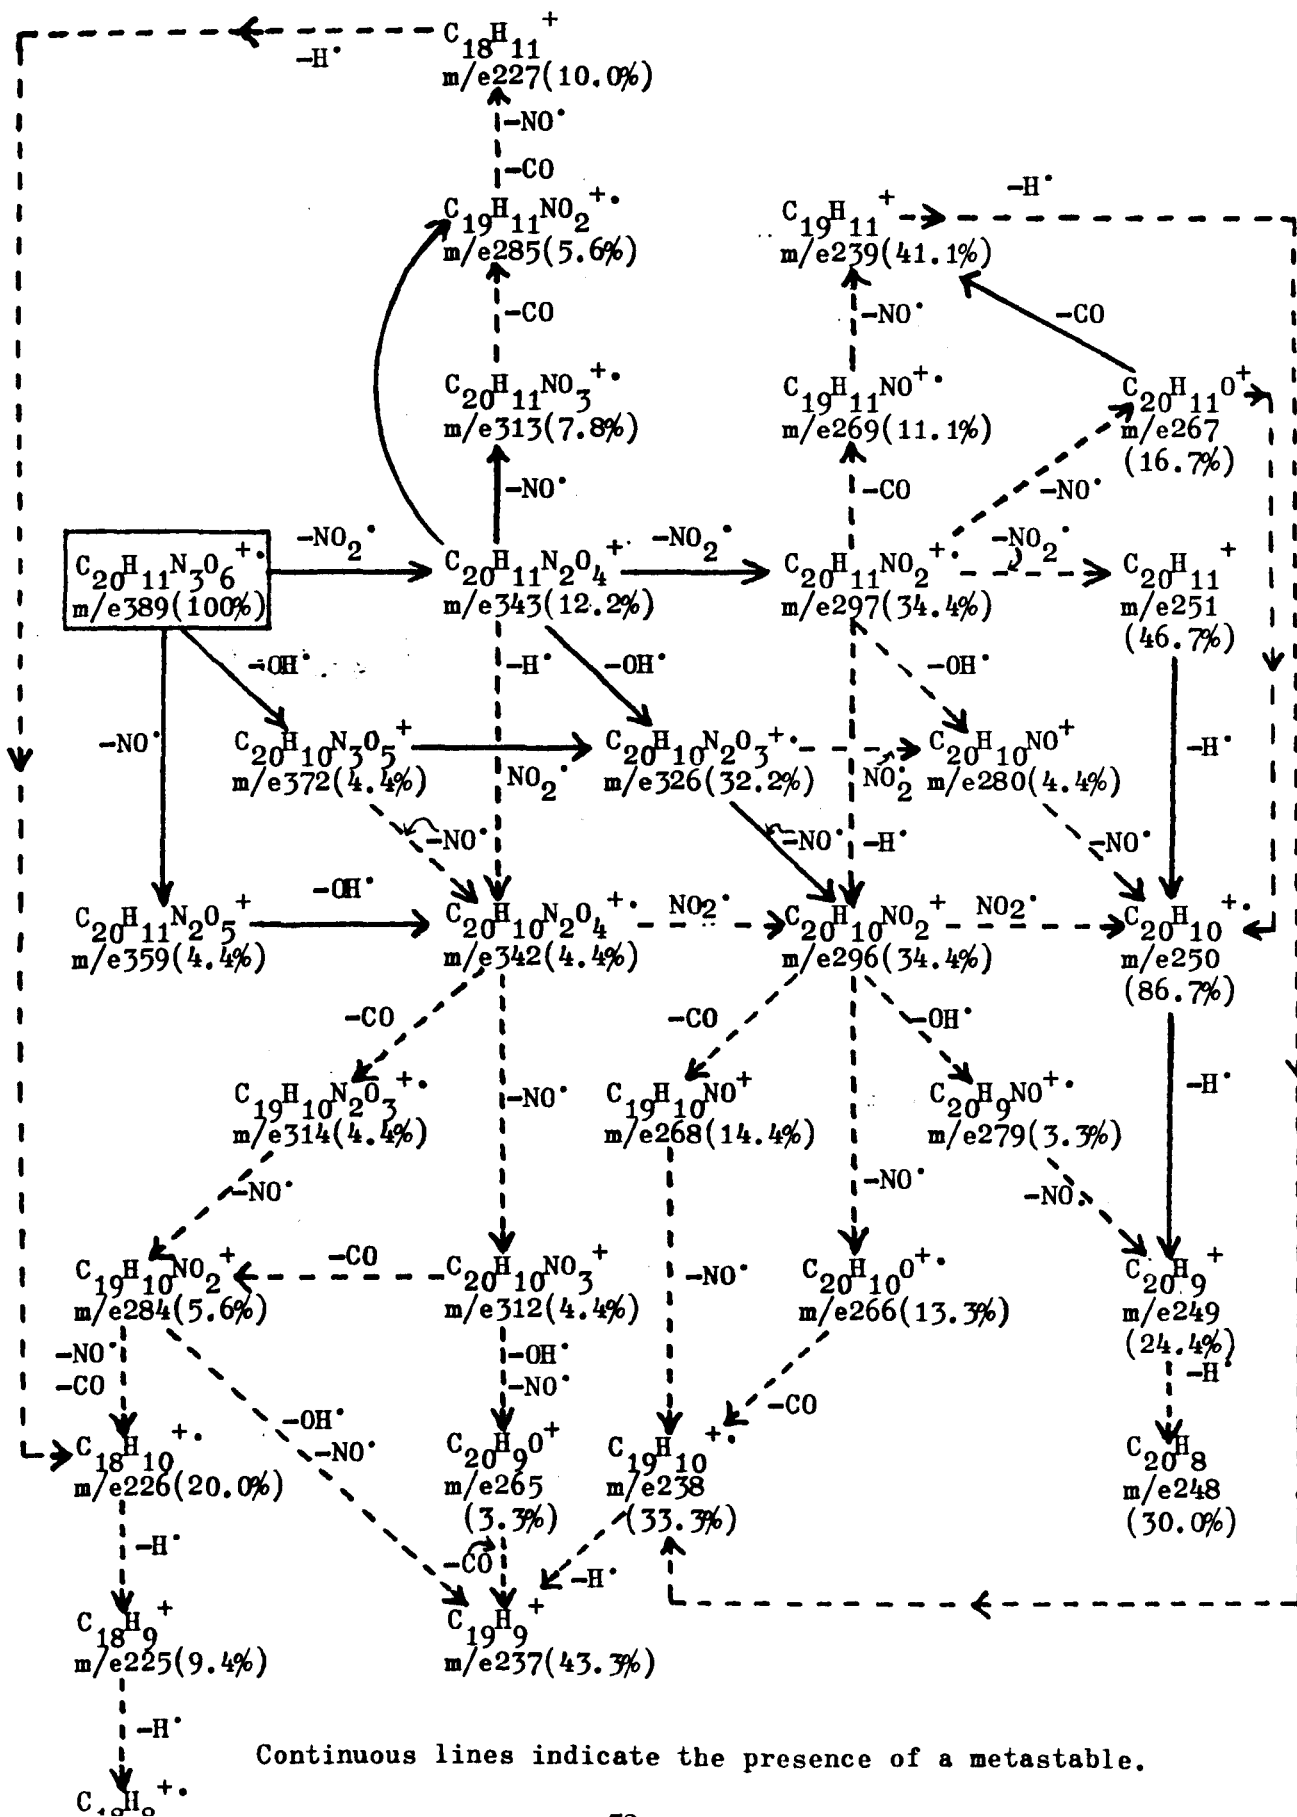 C18H11+
-H·
m/e227(10.0%)
-NO·
-CO
-H·
C19H11NO2+·
C19H11+
m/e285(5.6%)
m/e239(41.1%)
-CO
-NO·
-CO
C20H11NO3+·
C19H11NO+·
C20H11O+
m/e313(7.8%)
m/e269(11.1%)
m/e267
(16.7%)
-NO·
-CO
-NO·
-NO2·
-NO2·
-NO2·
C20H11N3O6+·
C20H11N2O4+
C20H11NO2+·
C20H11+
m/e389(100%)
m/e343(12.2%)
m/e297(34.4%)
m/e251
(46.7%)
-OH·
-H·
-OH·
-OH·
-NO·
C20H10N3O5+
C20H10N2O3+·
C20H10NO+
-H·
m/e372(4.4%)
NO2·
m/e326(32.2%)
NO2·
m/e280(4.4%)
-NO·
-NO·
-H·
-NO·
-OH·
C20H11N2O5+
C20H10N2O4+·
NO2·
C20H10NO2+
NO2·
C20H10+·
m/e359(4.4%)
m/e342(4.4%)
m/e296(34.4%)
m/e250
(86.7%)
-CO
-CO
-OH·
C19H10N2O3+·
-NO·
C19H10NO+
C20H9NO+·
-H·
m/e314(4.4%)
m/e268(14.4%)
m/e279(3.3%)
-NO·
-NO·
-NO.
C19H10NO2+
-CO
C20H10NO3+
-NO·
C20H10O+·
C20H9+
m/e284(5.6%)
m/e312(4.4%)
m/e266(13.3%)
m/e249
(24.4%)
-NO·
-OH·
-H·
-CO
-NO·
-CO
-OH·
-NO·
C18H10+·
C20H9O+
C19H10+·
C20H8
m/e226(20.0%)
m/e265
m/e238
m/e248
(3.3%)
(33.3%)
(30.0%)
-H·
-CO
-H·
C18H9+
C19H9+
m/e225(9.4%)
m/e237(43.3%)
-H·
Continuous lines indicate the presence of a metastable.
C18H8+·